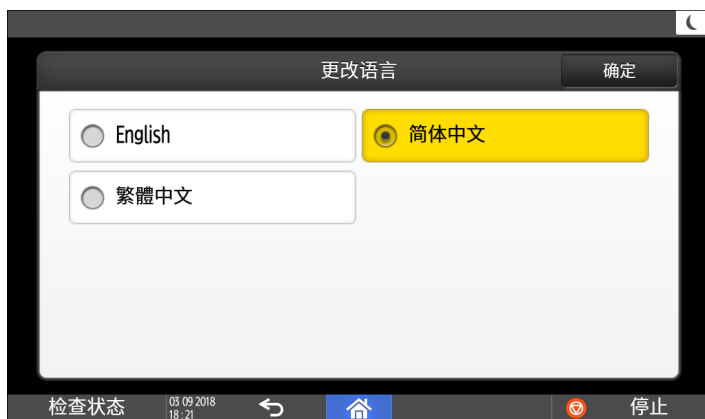 更改语言
确定
English
简体中文
繁體中文
检查状态
03 09 2018
18 : 21
停止